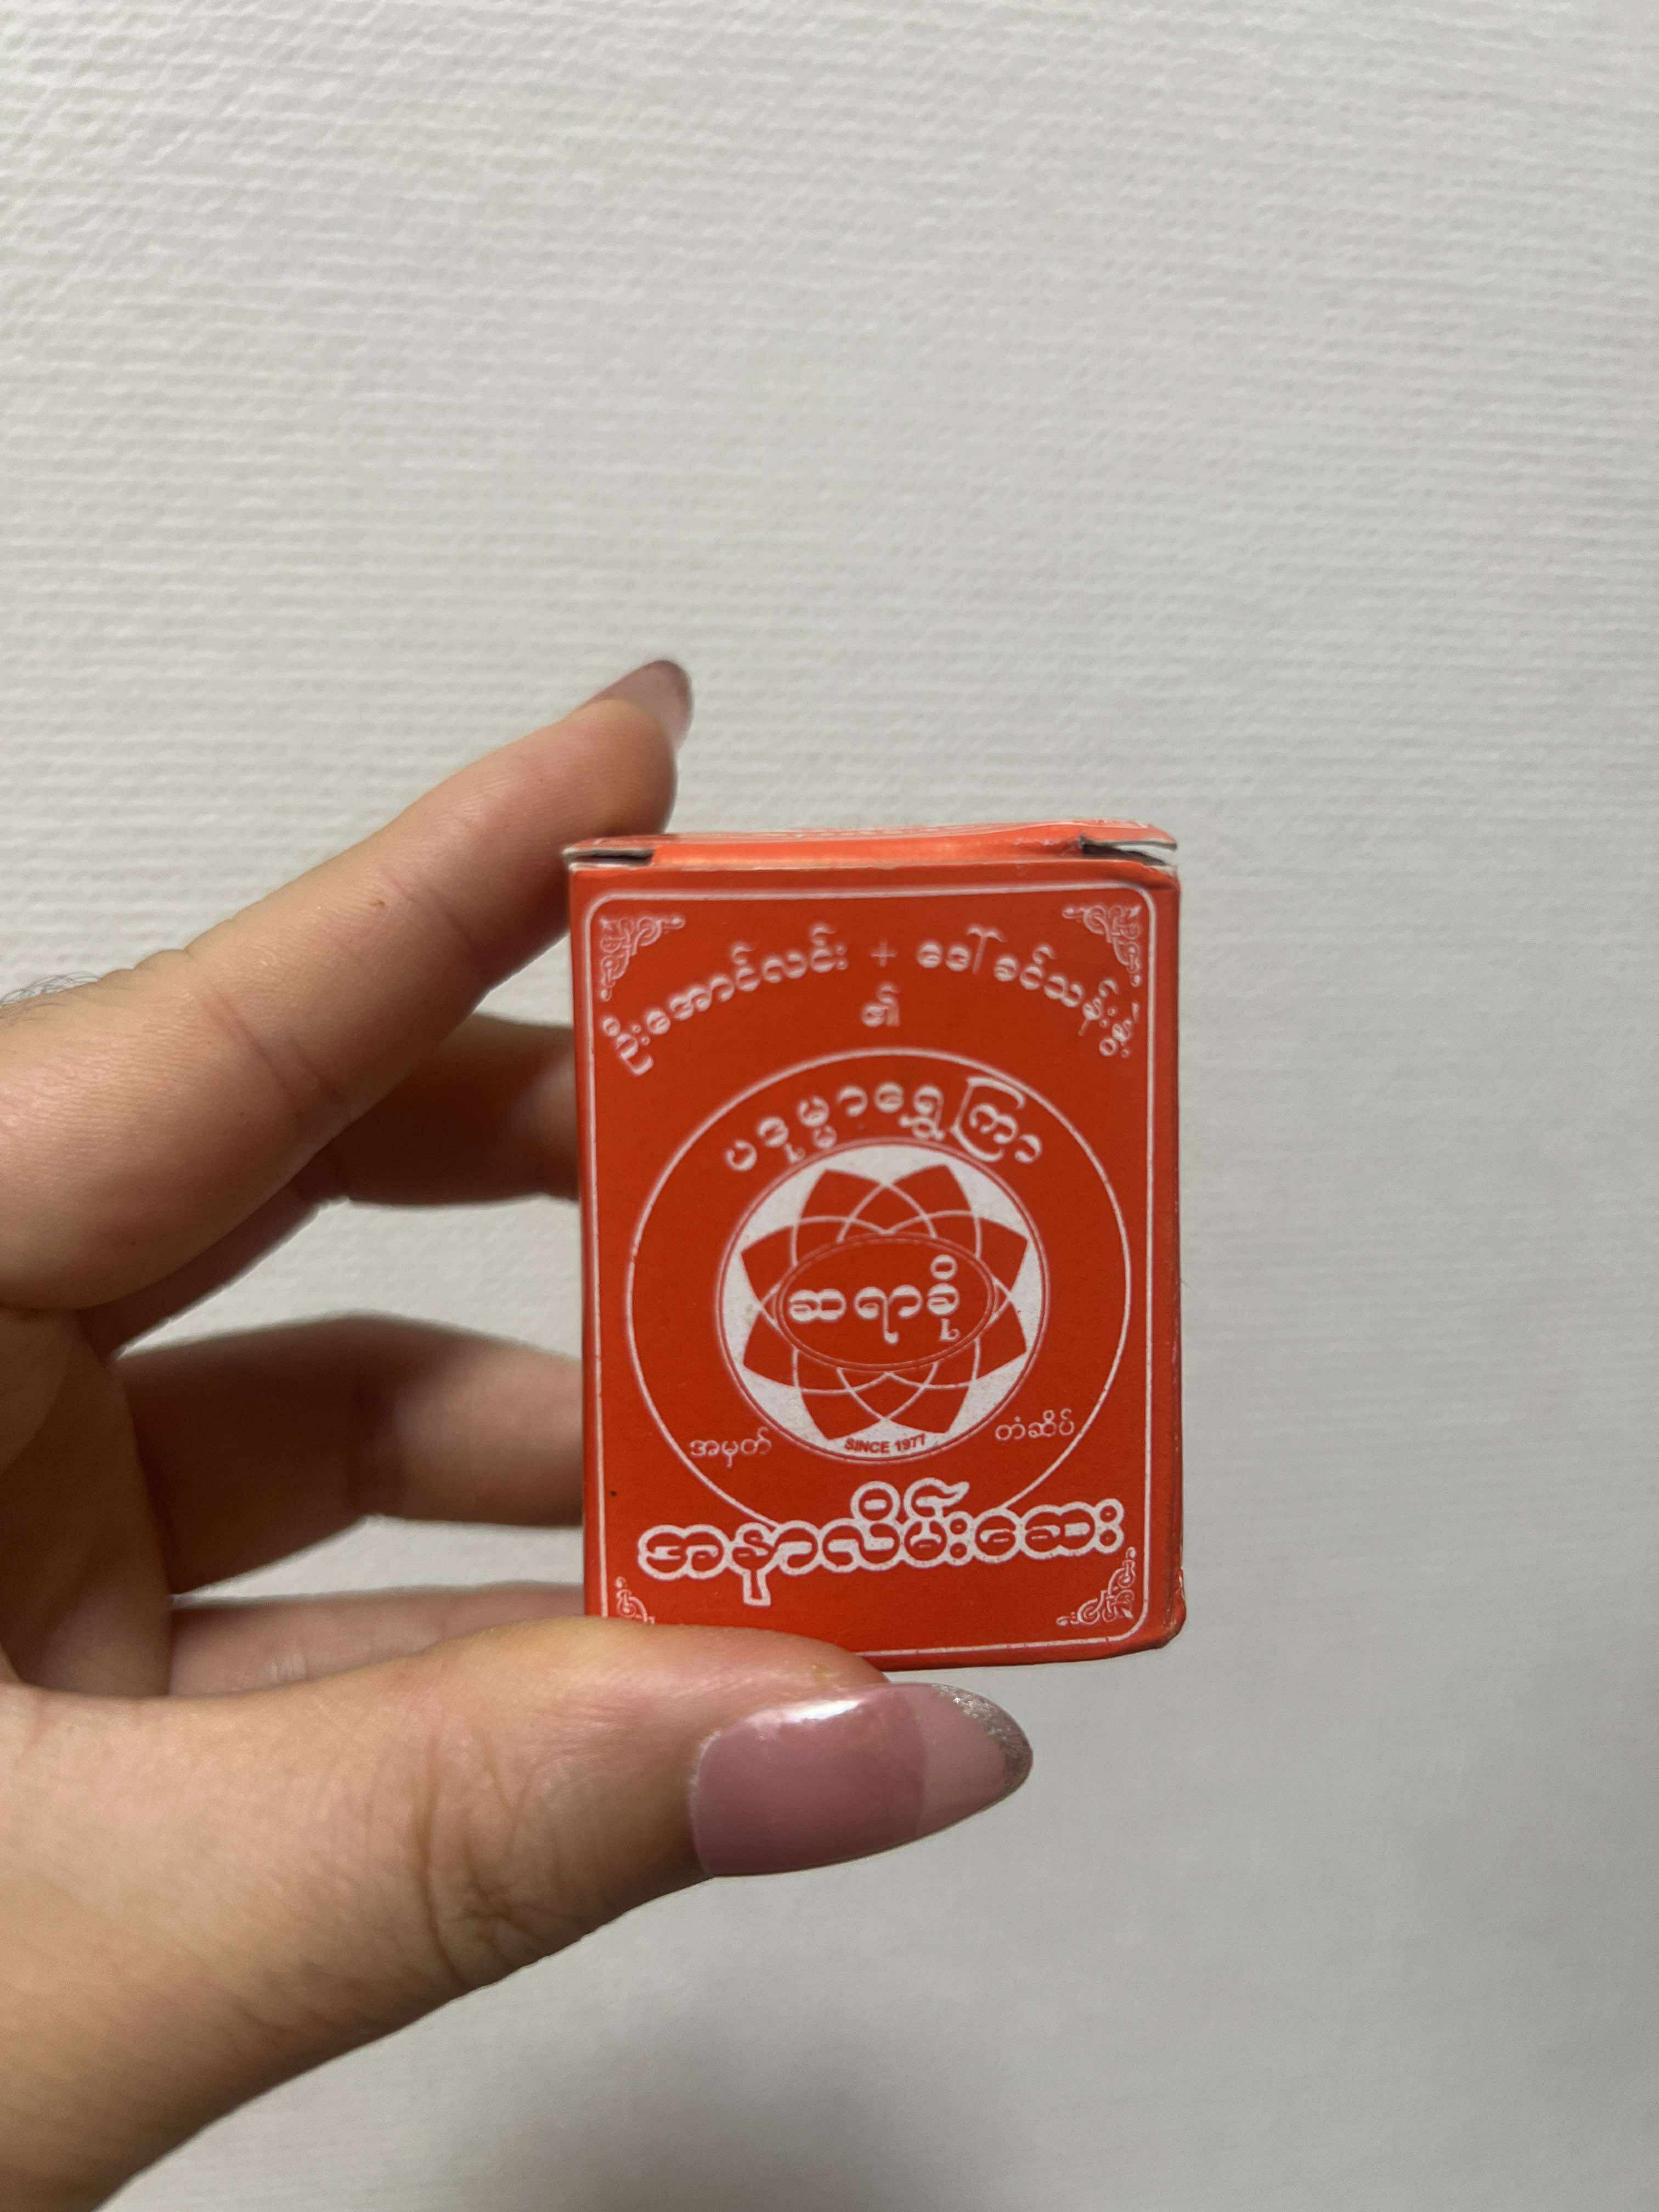 ဦးအောင်လင်း + ဒေါ်ခင်သန်းနွဲ့
၏
ပဒုမ္မာရွှေကြာ
ဆရာခို
အမှတ် တံဆိပ်
SINCE 1977
အနာလိမ်းဆေး